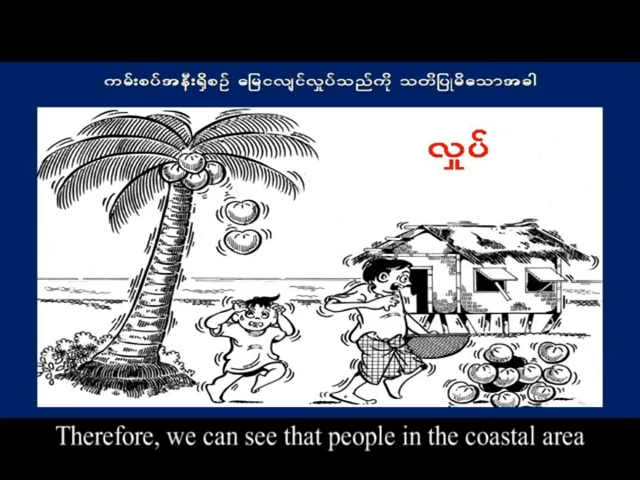 ကမ်းစပ်အနီးရှိစဉ် မြေငလျင်လှုပ်သည်ကို သတိပြုမိသောအခါ
လှုပ်
Therefore, we can see that people in the coastal area